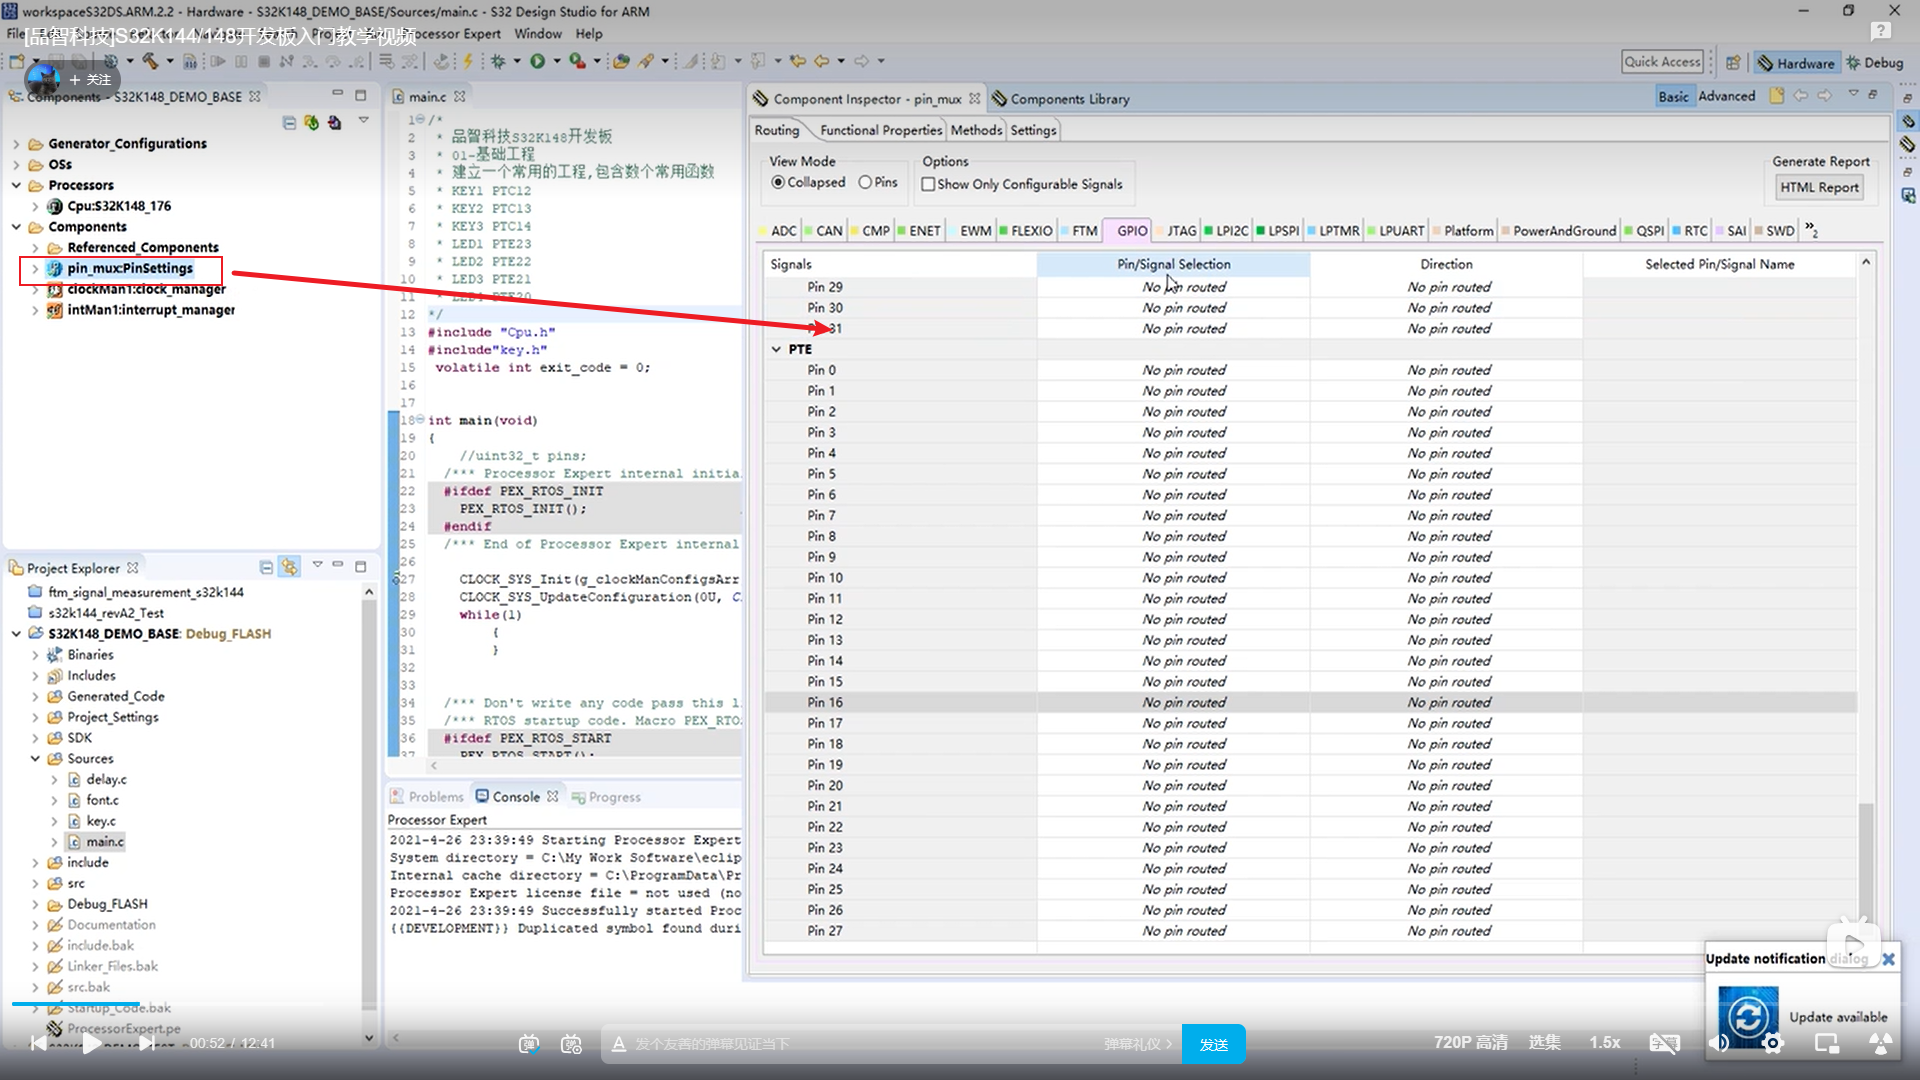 workspaceS32DS.ARM.2.2 - Hardware - S32K148_DEMO_BASE/Sources/main.c - S32 Design Studio for ARM
[品智科技]S32K144/148开发板入门教学视频
ocessor Expert Window Help
Quick Access Hardware Debug
+ 关注
Components - S32K148_DEMO_BASE
Generator_Configurations
OSs
Processors
Cpu:S32K148_176
Components
Referenced_Components
pin_mux:PinSettings
clockMan1:clock_manager
intMan1:interrupt_manager
Project Explorer
ftm_signal_measurement_s32k144
s32k144_revA2_Test
S32K148_DEMO_BASE: Debug_FLASH
Binaries
Includes
Generated_Code
Project_Settings
SDK
Sources
delay.c
font.c
key.c
main.c
include
src
Debug_FLASH
Documentation
include.bak
Linker_Files.bak
src.bak
Startup_Code.bak
ProcessorExpert.pe
main.c
1 /*
2 * 品智科技S32K148开发板
3 * 01-基础工程
4 * 建立一个常用的工程,包含数个常用函数
5 * KEY1 PTC12
6 * KEY2 PTC13
7 * KEY3 PTC14
8 * LED1 PTE23
9 * LED2 PTE22
10 * LED3 PTE21
11 * LED4 PTE20
12 */
13 #include "Cpu.h"
14 #include"key.h"
15 volatile int exit_code = 0;
16
17
18 int main(void)
19 {
20 //uint32_t pins;
21 /*** Processor Expert internal initia
22 #ifdef PEX_RTOS_INIT
23 PEX_RTOS_INIT();
24 #endif
25 /*** End of Processor Expert internal
26
27 CLOCK_SYS_Init(g_clockManConfigsArr
28 CLOCK_SYS_UpdateConfiguration(0U, C
29 while(1)
30 {
31 }
32
33
34 /*** Don't write any code pass this l
35 /*** RTOS startup code. Macro PEX_RTO
36 #ifdef PEX_RTOS_START
37 PEX_RTOS_START();
Problems Console Progress
Processor Expert
2021-4-26 23:39:49 Starting Processor Expert
System directory = C:\My Work Software\eclip
Internal cache directory = C:\ProgramData\Pr
Processor Expert license file = not used (no
2021-4-26 23:39:49 Successfully started Proc
{{DEVELOPMENT}} Duplicated symbol found duri
Component Inspector - pin_mux Components Library Basic Advanced
Routing Functional Properties Methods Settings
View Mode Options Generate Report
Collapsed Pins Show Only Configurable Signals HTML Report
ADC CAN CMP ENET EWM FLEXIO FTM GPIO JTAG LPI2C LPSPI LPTMR LPUART Platform PowerAndGround QSPI RTC SAI SWD »2
Signals Pin/Signal Selection Direction Selected Pin/Signal Name
Pin 29 No pin routed No pin routed
Pin 30 No pin routed No pin routed
31 No pin routed No pin routed
PTE
Pin 0 No pin routed No pin routed
Pin 1 No pin routed No pin routed
Pin 2 No pin routed No pin routed
Pin 3 No pin routed No pin routed
Pin 4 No pin routed No pin routed
Pin 5 No pin routed No pin routed
Pin 6 No pin routed No pin routed
Pin 7 No pin routed No pin routed
Pin 8 No pin routed No pin routed
Pin 9 No pin routed No pin routed
Pin 10 No pin routed No pin routed
Pin 11 No pin routed No pin routed
Pin 12 No pin routed No pin routed
Pin 13 No pin routed No pin routed
Pin 14 No pin routed No pin routed
Pin 15 No pin routed No pin routed
Pin 16 No pin routed No pin routed
Pin 17 No pin routed No pin routed
Pin 18 No pin routed No pin routed
Pin 19 No pin routed No pin routed
Pin 20 No pin routed No pin routed
Pin 21 No pin routed No pin routed
Pin 22 No pin routed No pin routed
Pin 23 No pin routed No pin routed
Pin 24 No pin routed No pin routed
Pin 25 No pin routed No pin routed
Pin 26 No pin routed No pin routed
Pin 27 No pin routed No pin routed
Update notification dialog
Update available
00:52 / 12:41 发个友善的弹幕见证当下 弹幕礼仪 发送 720P 高清 选集 1.5x